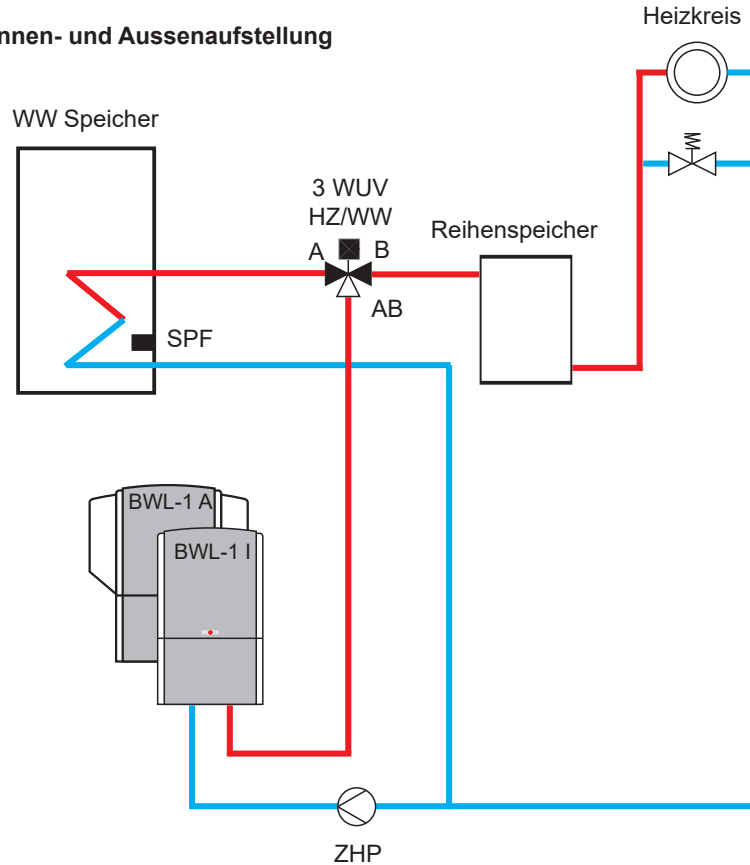 nnen- und Aussenaufstellung
Heizkreis
WW Speicher
3 WUV
HZ/WW
A
B
Reihenspeicher
AB
SPF
BWL-1 A
BWL-1 I
ZHP